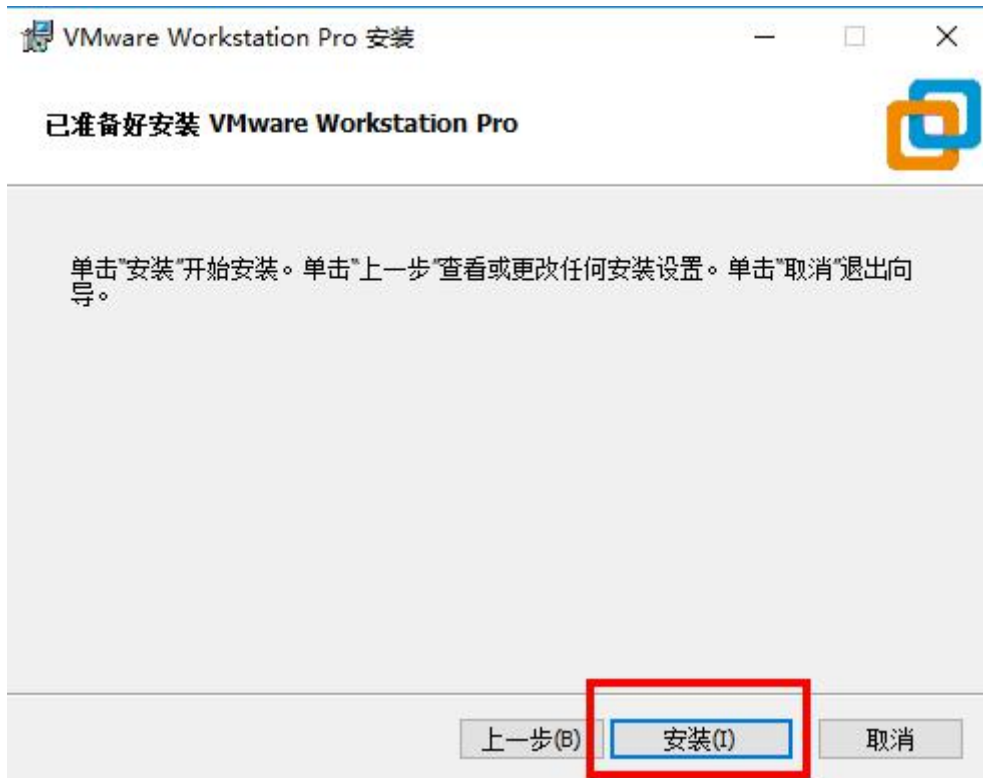 VMware Workstation Pro 安装
已准备好安装 VMware Workstation Pro
单击"安装"开始安装。单击"上一步"查看或更改任何安装设置。单击"取消"退出向
导。
上一步(B) 安装(I) 取消